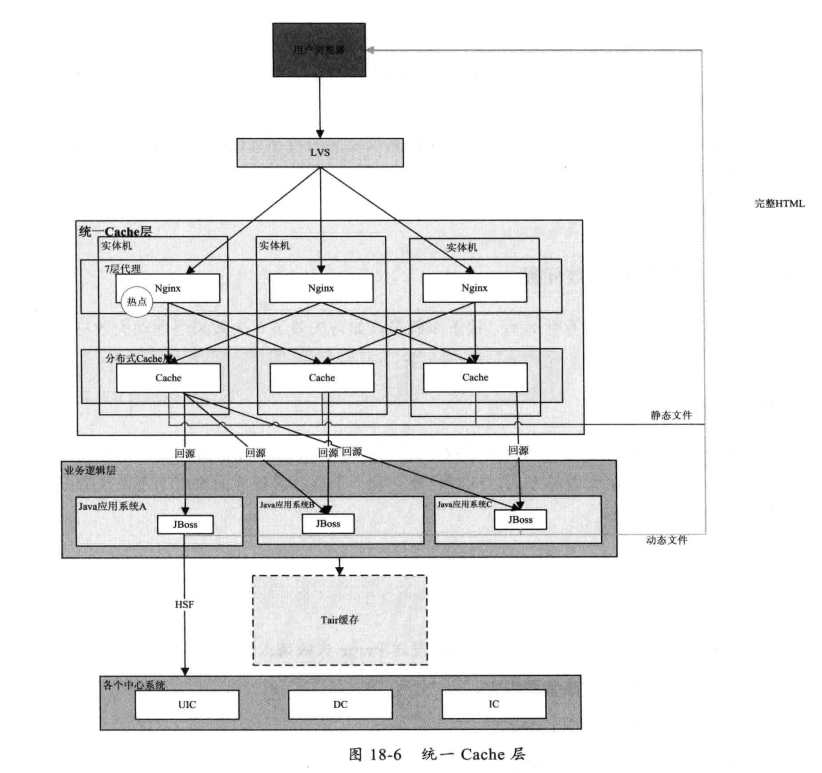 用户浏览器
LVS
完整HTML
统一Cache层
实体机
实体机
实体机
7层代理
Nginx
Nginx
Nginx
热点
分布式Cache层
Cache
Cache
Cache
静态文件
回源
回源
回源
回源
回源
业务逻辑层
Java应用系统A
Java应用系统B
Java应用系统C
JBoss
JBoss
JBoss
动态文件
HSF
Tair缓存
各个中心系统
UIC
DC
IC
图 18-6 统一 Cache 层